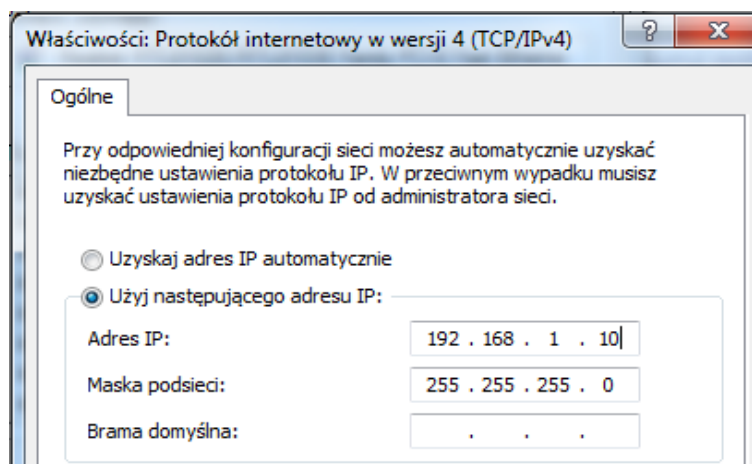 Właściwości: Protokół internetowy w wersji 4 (TCP/IPv4)
Ogólne
Przy odpowiedniej konfiguracji sieci możesz automatycznie uzyskać
niezbędne ustawienia protokołu IP. W przeciwnym wypadku musisz
uzyskać ustawienia protokołu IP od administratora sieci.
Uzyskaj adres IP automatycznie
Użyj następującego adresu IP:
Adres IP: 192 . 168 . 1 . 10
Maska podsieci: 255 . 255 . 255 . 0
Brama domyślna: . . .